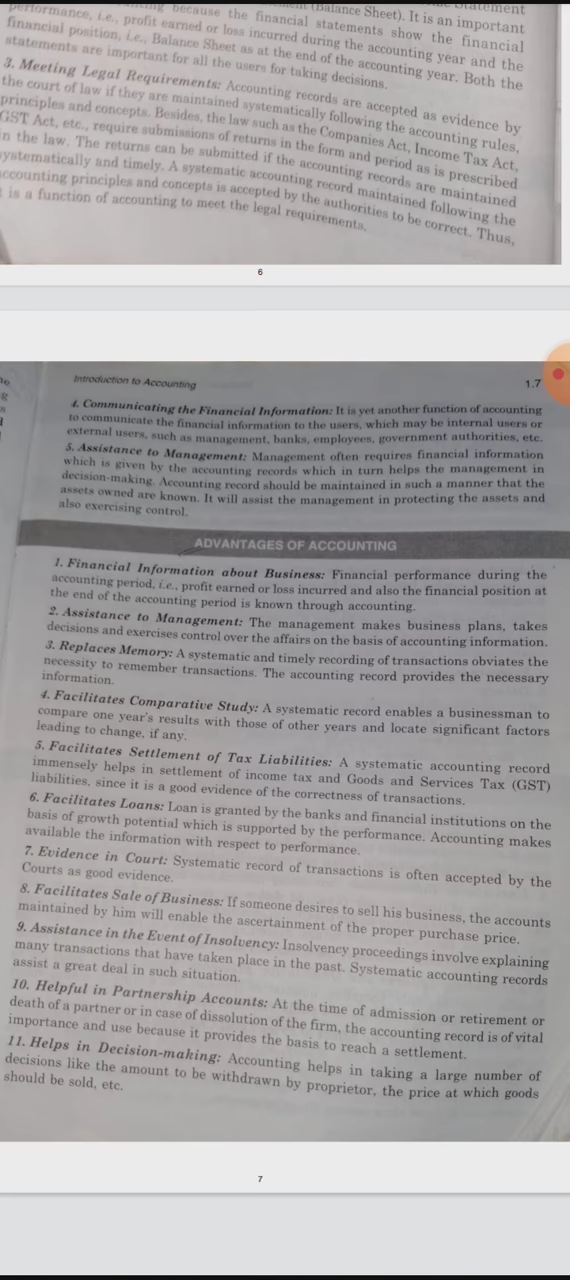 Statement
because the financial statements show the financial
(Balance Sheet). It is an important
performance, i.e., profit earned or loss incurred during the accounting year and the
financial position, i.e., Balance Sheet as at the end of the accounting year. Both the
statements are important for all the users for taking decisions.
3. Meeting Legal Requirements: Accounting records are accepted as evidence by
the court of law if they are maintained systematically following the accounting rules,
principles and concepts. Besides, the law such as the Companies Act, Income Tax Act,
GST Act, etc., require submissions of returns in the form and period as is prescribed
in the law. The returns can be submitted if the accounting records are maintained
ystematically and timely. A systematic accounting record maintained following the
ccounting principles and concepts is accepted by the authorities to be correct. Thus,
is a function of accounting to meet the legal requirements.
6
Introduction to Accounting 1.7
4. Communicating the Financial Information: It is yet another function of accounting
to communicate the financial information to the users, which may be internal users or
external users, such as management, banks, employees, government authorities, etc.
5. Assistance to Management: Management often requires financial information
which is given by the accounting records which in turn helps the management in
decision-making. Accounting record should be maintained in such a manner that the
assets owned are known. It will assist the management in protecting the assets and
also exercising control.
ADVANTAGES OF ACCOUNTING
1. Financial Information about Business: Financial performance during the
accounting period, i.e., profit earned or loss incurred and also the financial position at
the end of the accounting period is known through accounting.
2. Assistance to Management: The management makes business plans, takes
decisions and exercises control over the affairs on the basis of accounting information.
3. Replaces Memory: A systematic and timely recording of transactions obviates the
necessity to remember transactions. The accounting record provides the necessary
information.
4. Facilitates Comparative Study: A systematic record enables a businessman to
compare one year's results with those of other years and locate significant factors
leading to change, if any.
5. Facilitates Settlement of Tax Liabilities: A systematic accounting record
immensely helps in settlement of income tax and Goods and Services Tax (GST)
liabilities, since it is a good evidence of the correctness of transactions.
6. Facilitates Loans: Loan is granted by the banks and financial institutions on the
basis of growth potential which is supported by the performance. Accounting makes
available the information with respect to performance.
7. Evidence in Court: Systematic record of transactions is often accepted by the
Courts as good evidence.
8. Facilitates Sale of Business: If someone desires to sell his business, the accounts
maintained by him will enable the ascertainment of the proper purchase price.
9. Assistance in the Event of Insolvency: Insolvency proceedings involve explaining
many transactions that have taken place in the past. Systematic accounting records
assist a great deal in such situation.
10. Helpful in Partnership Accounts: At the time of admission or retirement or
death of a partner or in case of dissolution of the firm, the accounting record is of vital
importance and use because it provides the basis to reach a settlement.
11. Helps in Decision-making: Accounting helps in taking a large number of
decisions like the amount to be withdrawn by proprietor, the price at which goods
should be sold, etc.
7